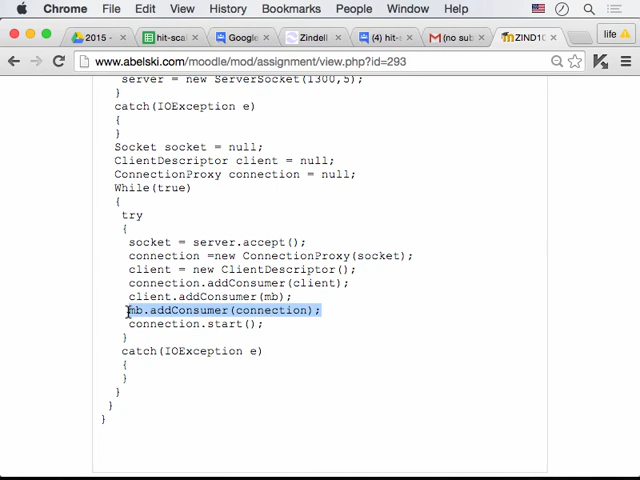 Chrome File Edit View History Bookmarks People Window Help
2015 - hit-scal Google Zindell (4) hit- M (no sub ZIND10 life
www.abelski.com/moodle/mod/assignment/view.php?id=293
server = new ServerSocket(1300,5);
}
catch(IOException e)
{
}
Socket socket = null;
ClientDescriptor client = null;
ConnectionProxy connection = null;
While(true)
{
try
{
socket = server.accept();
connection =new ConnectionProxy(socket);
client = new ClientDescriptor();
connection.addConsumer(client);
client.addConsumer(mb);
mb.addConsumer(connection);
connection.start();
}
catch(IOException e)
{
}
}
}
}